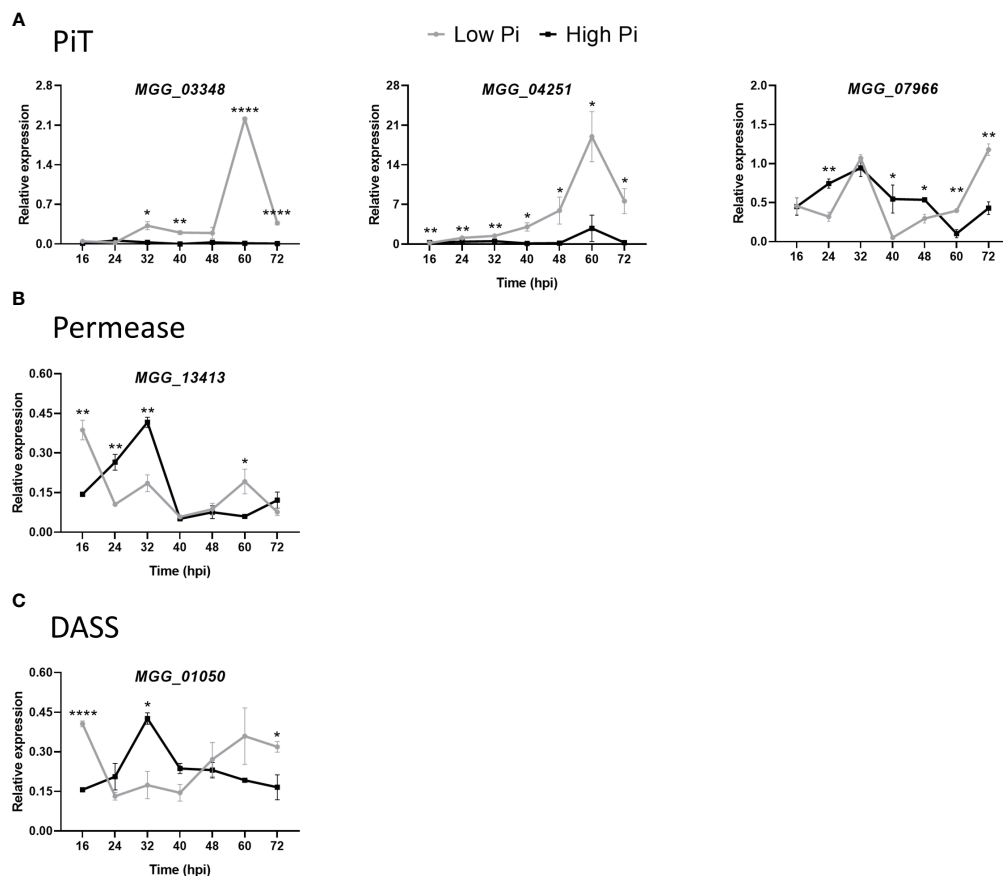 A
PiT
Low Pi High Pi
MGG_03348
Relative expression
2.8
2.1
1.4
0.7
0.0
* ** **** ****
16 24 32 40 48 60 72
MGG_04251
Relative expression
28
21
14
7
0
** ** ** * * * *
16 24 32 40 48 60 72
Time (hpi)
MGG_07966
Relative expression
2.0
1.5
1.0
0.5
0.0
** * * ** **
16 24 32 40 48 60 72
B
Permease
MGG_13413
Relative expression
0.60
0.45
0.30
0.15
0.00
** ** ** *
16 24 32 40 48 60 72
Time (hpi)
C
DASS
MGG_01050
Relative expression
0.60
0.45
0.30
0.15
0.00
**** * *
16 24 32 40 48 60 72
Time (hpi)